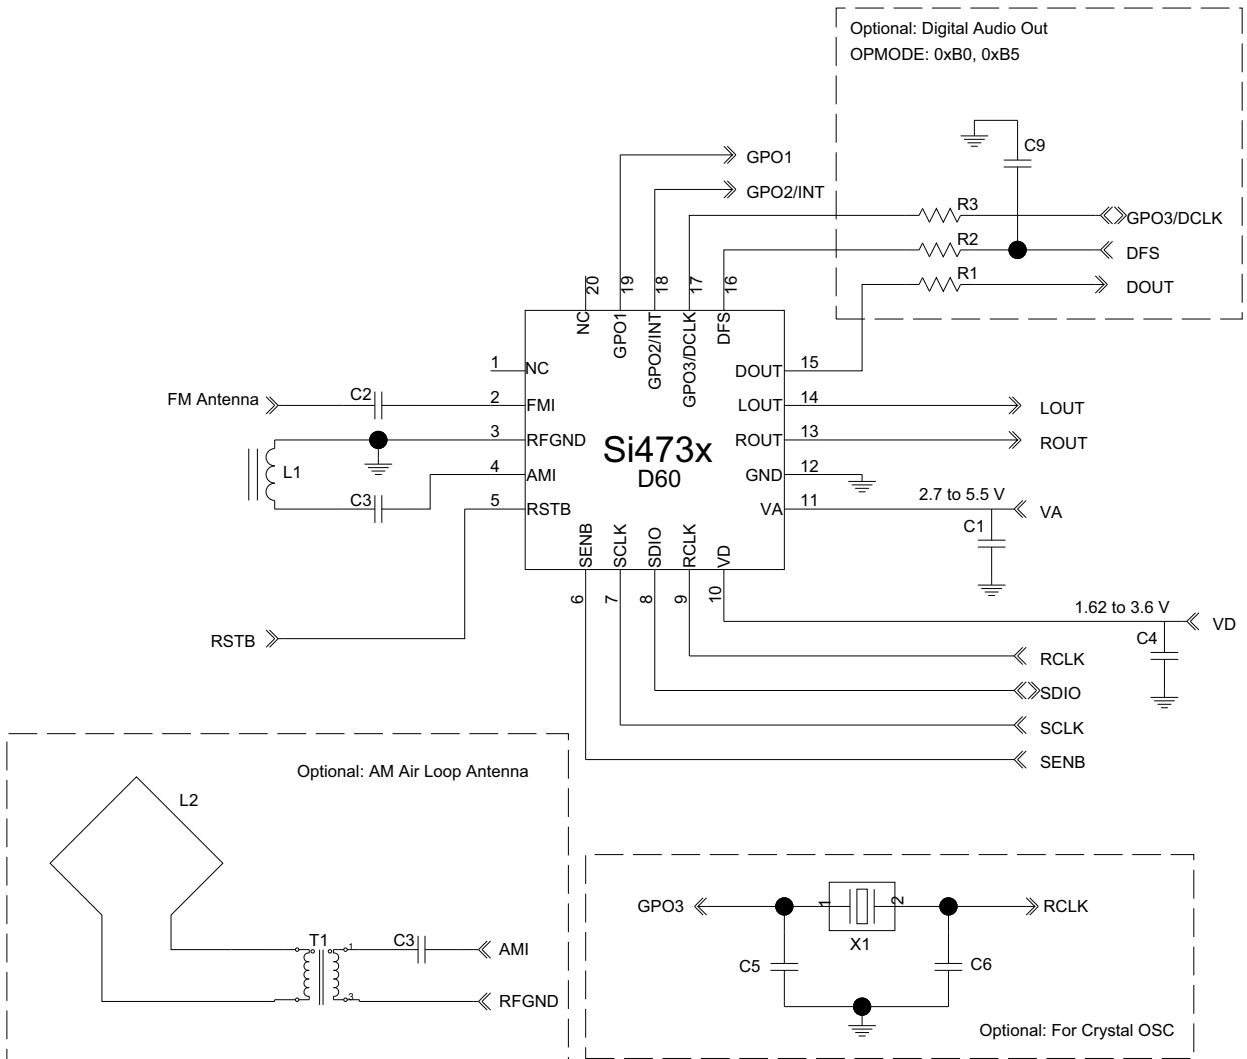 Optional: Digital Audio Out
OPMODE: 0xB0, 0xB5
C9
GPO1
GPO2/INT
R3
GPO3/DCLK
R2
DFS
R1
DOUT
20
19
18
17
16
NC
GPO1
GPO2/INT
GPO3/DCLK
DFS
1
NC
DOUT
15
FM Antenna
C2
2
FMI
LOUT
14
LOUT
3
RFGND
Si473x
D60
ROUT
13
ROUT
L1
4
AMI
GND
12
C3
5
RSTB
VA
11
2.7 to 5.5 V
VA
C1
SENB
SCLK
SDIO
RCLK
VD
6
7
8
9
10
1.62 to 3.6 V
VD
C4
RSTB
RCLK
SDIO
SCLK
SENB
Optional: AM Air Loop Antenna
L2
T1
1
C3
AMI
3
RFGND
GPO3
1
2
RCLK
X1
C5
C6
Optional: For Crystal OSC